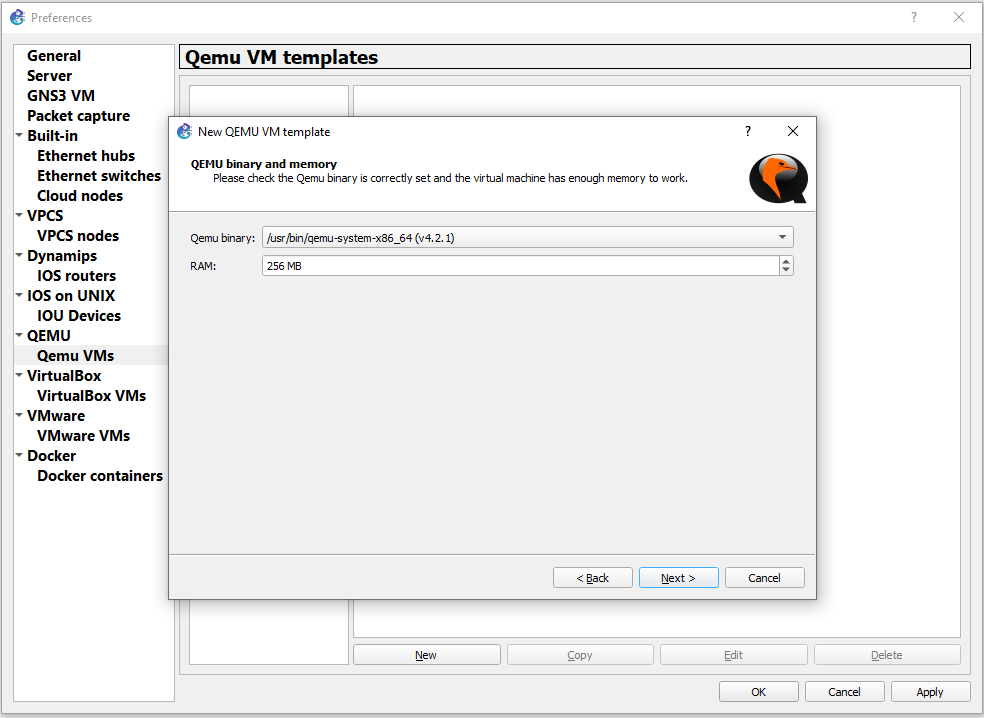 Preferences
?
General
Server
GNS3 VM
Packet capture
Built-in
Ethernet hubs
Ethernet switches
Cloud nodes
VPCS
VPCS nodes
Dynamips
IOS routers
IOS on UNIX
IOU Devices
QEMU
Qemu VMs
VirtualBox
VirtualBox VMs
VMware
VMware VMs
Docker
Docker containers
Qemu VM templates
New QEMU VM template
?
QEMU binary and memory
Please check the Qemu binary is correctly set and the virtual machine has enough memory to work.
Qemu binary: /usr/bin/qemu-system-x86_64 (v4.2.1)
RAM: 256 MB
< Back Next > Cancel
New Copy Edit Delete
OK Cancel Apply